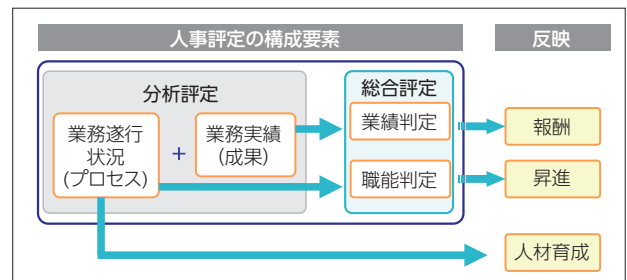 人事評定の構成要素
反映
分析評定
総合評定
業務遂行
状況
(プロセス)
+
業務実績
(成果)
業績判定
職能判定
報酬
昇進
人材育成